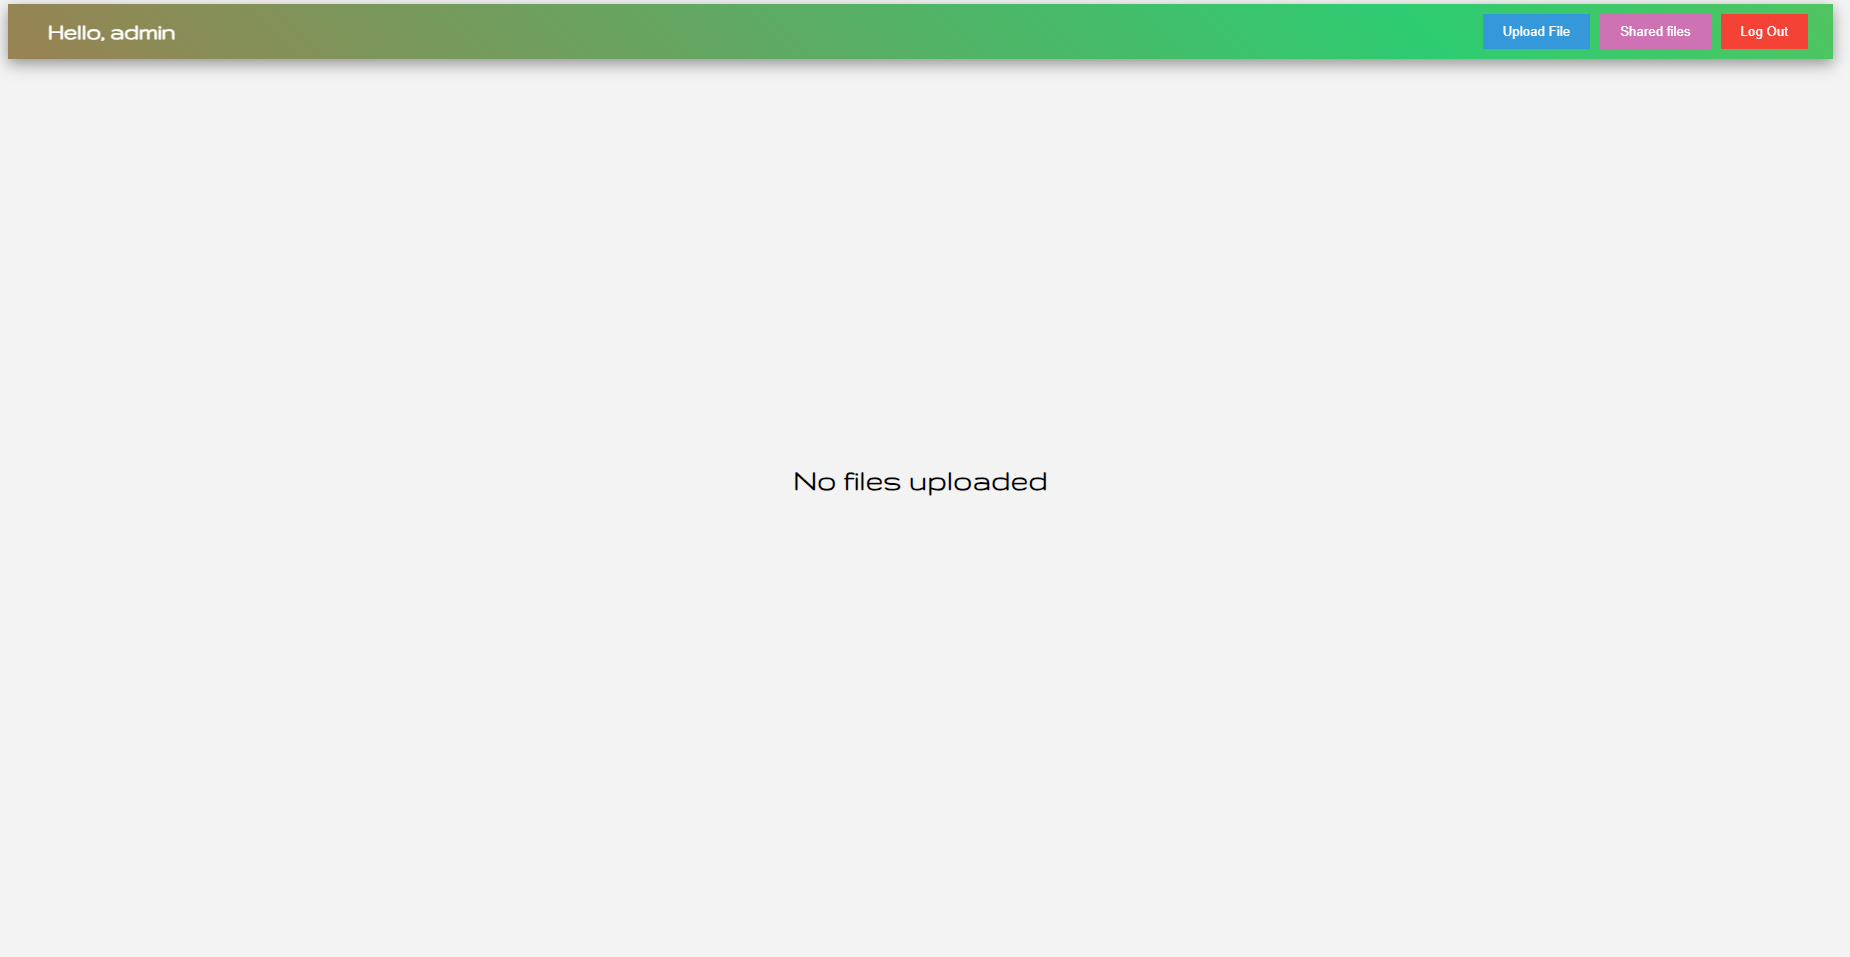 Hello, admin
Upload File
Shared files
Log Out
No files uploaded